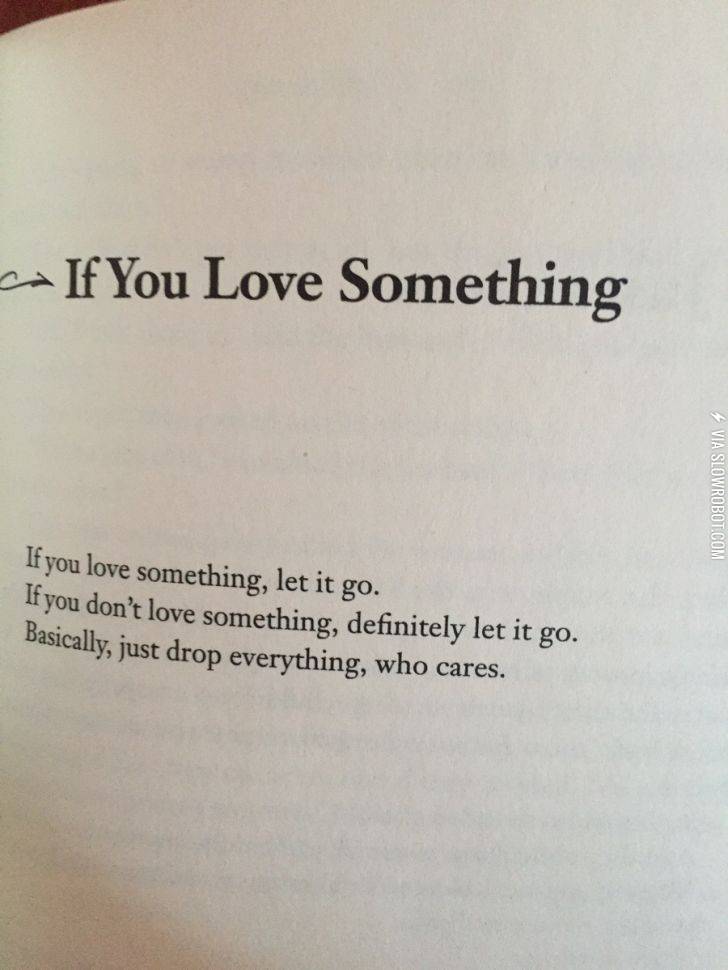 If You Love Something
If you love something, let it go.
If you don't love something, definitely let it go.
Basically, just drop everything, who cares.
VIA SLOWROBOT.COM